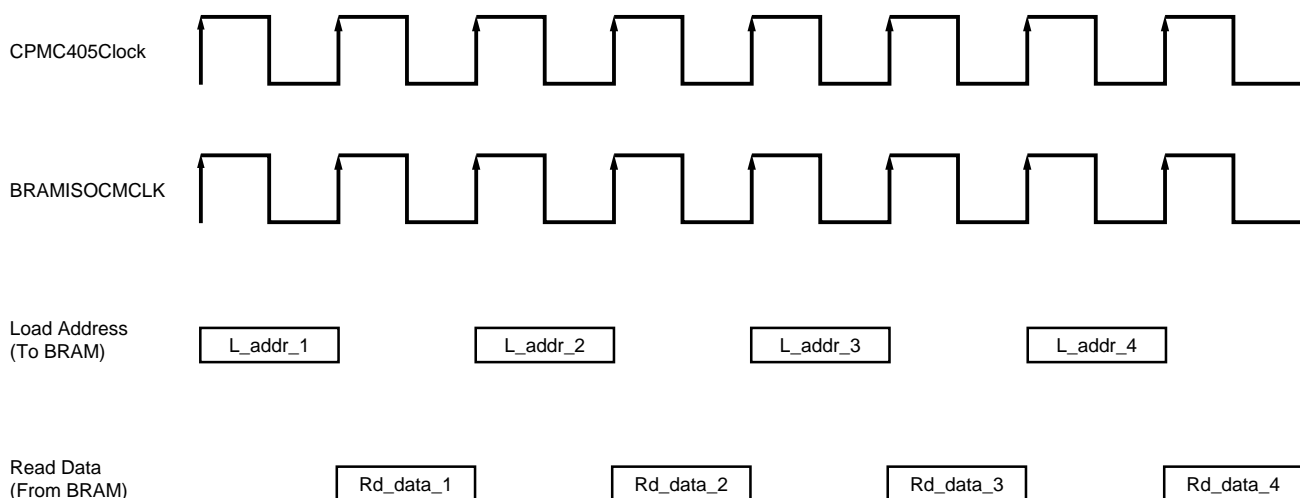 CPMC405Clock
BRAMISOCMCLK
Load Address
(To BRAM)
L_addr_1
L_addr_2
L_addr_3
L_addr_4
Read Data
(From BRAM)
Rd_data_1
Rd_data_2
Rd_data_3
Rd_data_4